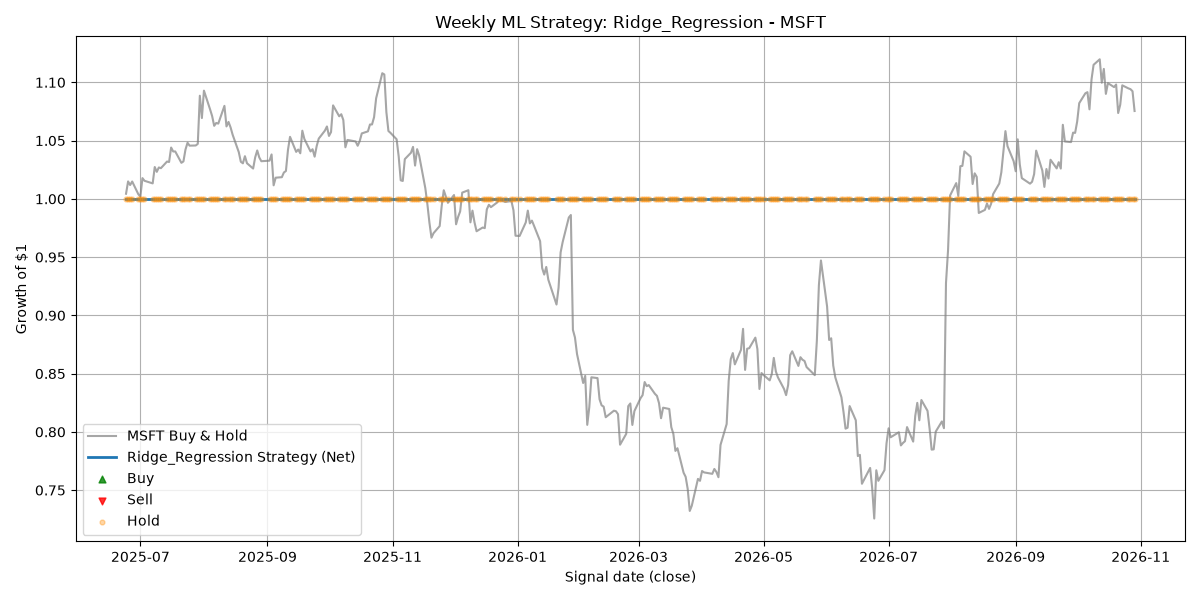 Weekly ML Strategy: Ridge_Regression - MSFT
Growth of $1
1.10
1.05
1.00
0.95
0.90
0.85
0.80
0.75
MSFT Buy & Hold
Ridge_Regression Strategy (Net)
Buy
Sell
Hold
2025-07
2025-09
2025-11
2026-01
2026-03
2026-05
2026-07
2026-09
2026-11
Signal date (close)